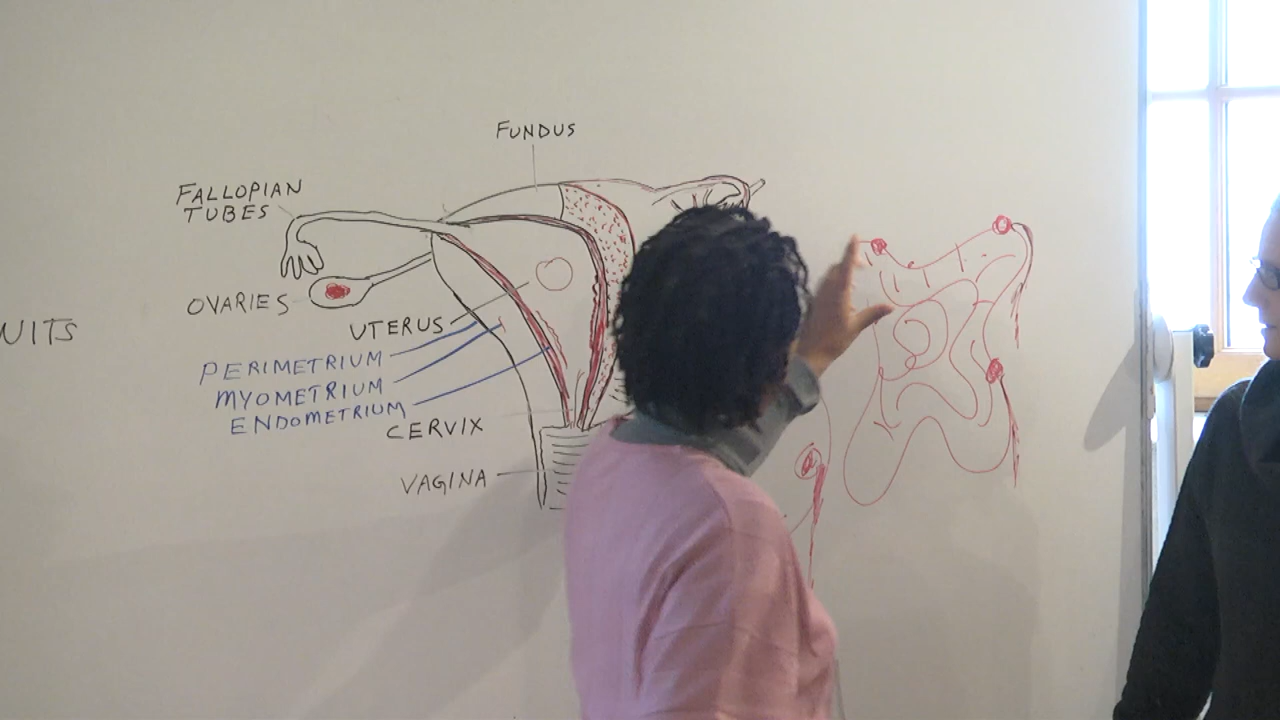 FUNDUS
FALLOPIAN
TUBES
OVARIES
UTERUS
PERIMETRIUM
MYOMETRIUM
ENDOMETRIUM
CERVIX
VAGINA